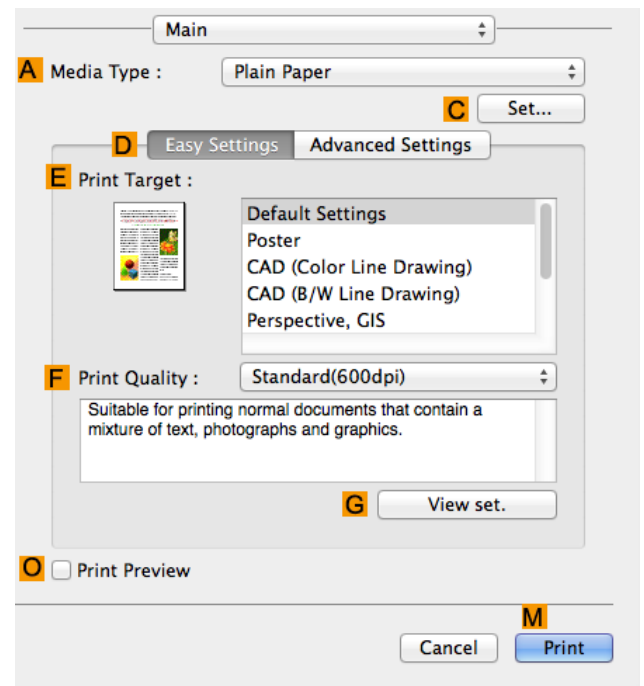 Main
A Media Type : Plain Paper
C Set...
D Easy Settings Advanced Settings
E Print Target :
Default Settings
Poster
CAD (Color Line Drawing)
CAD (B/W Line Drawing)
Perspective, GIS
F Print Quality : Standard(600dpi)
Suitable for printing normal documents that contain a
mixture of text, photographs and graphics.
G View set.
O Print Preview
M
Cancel Print